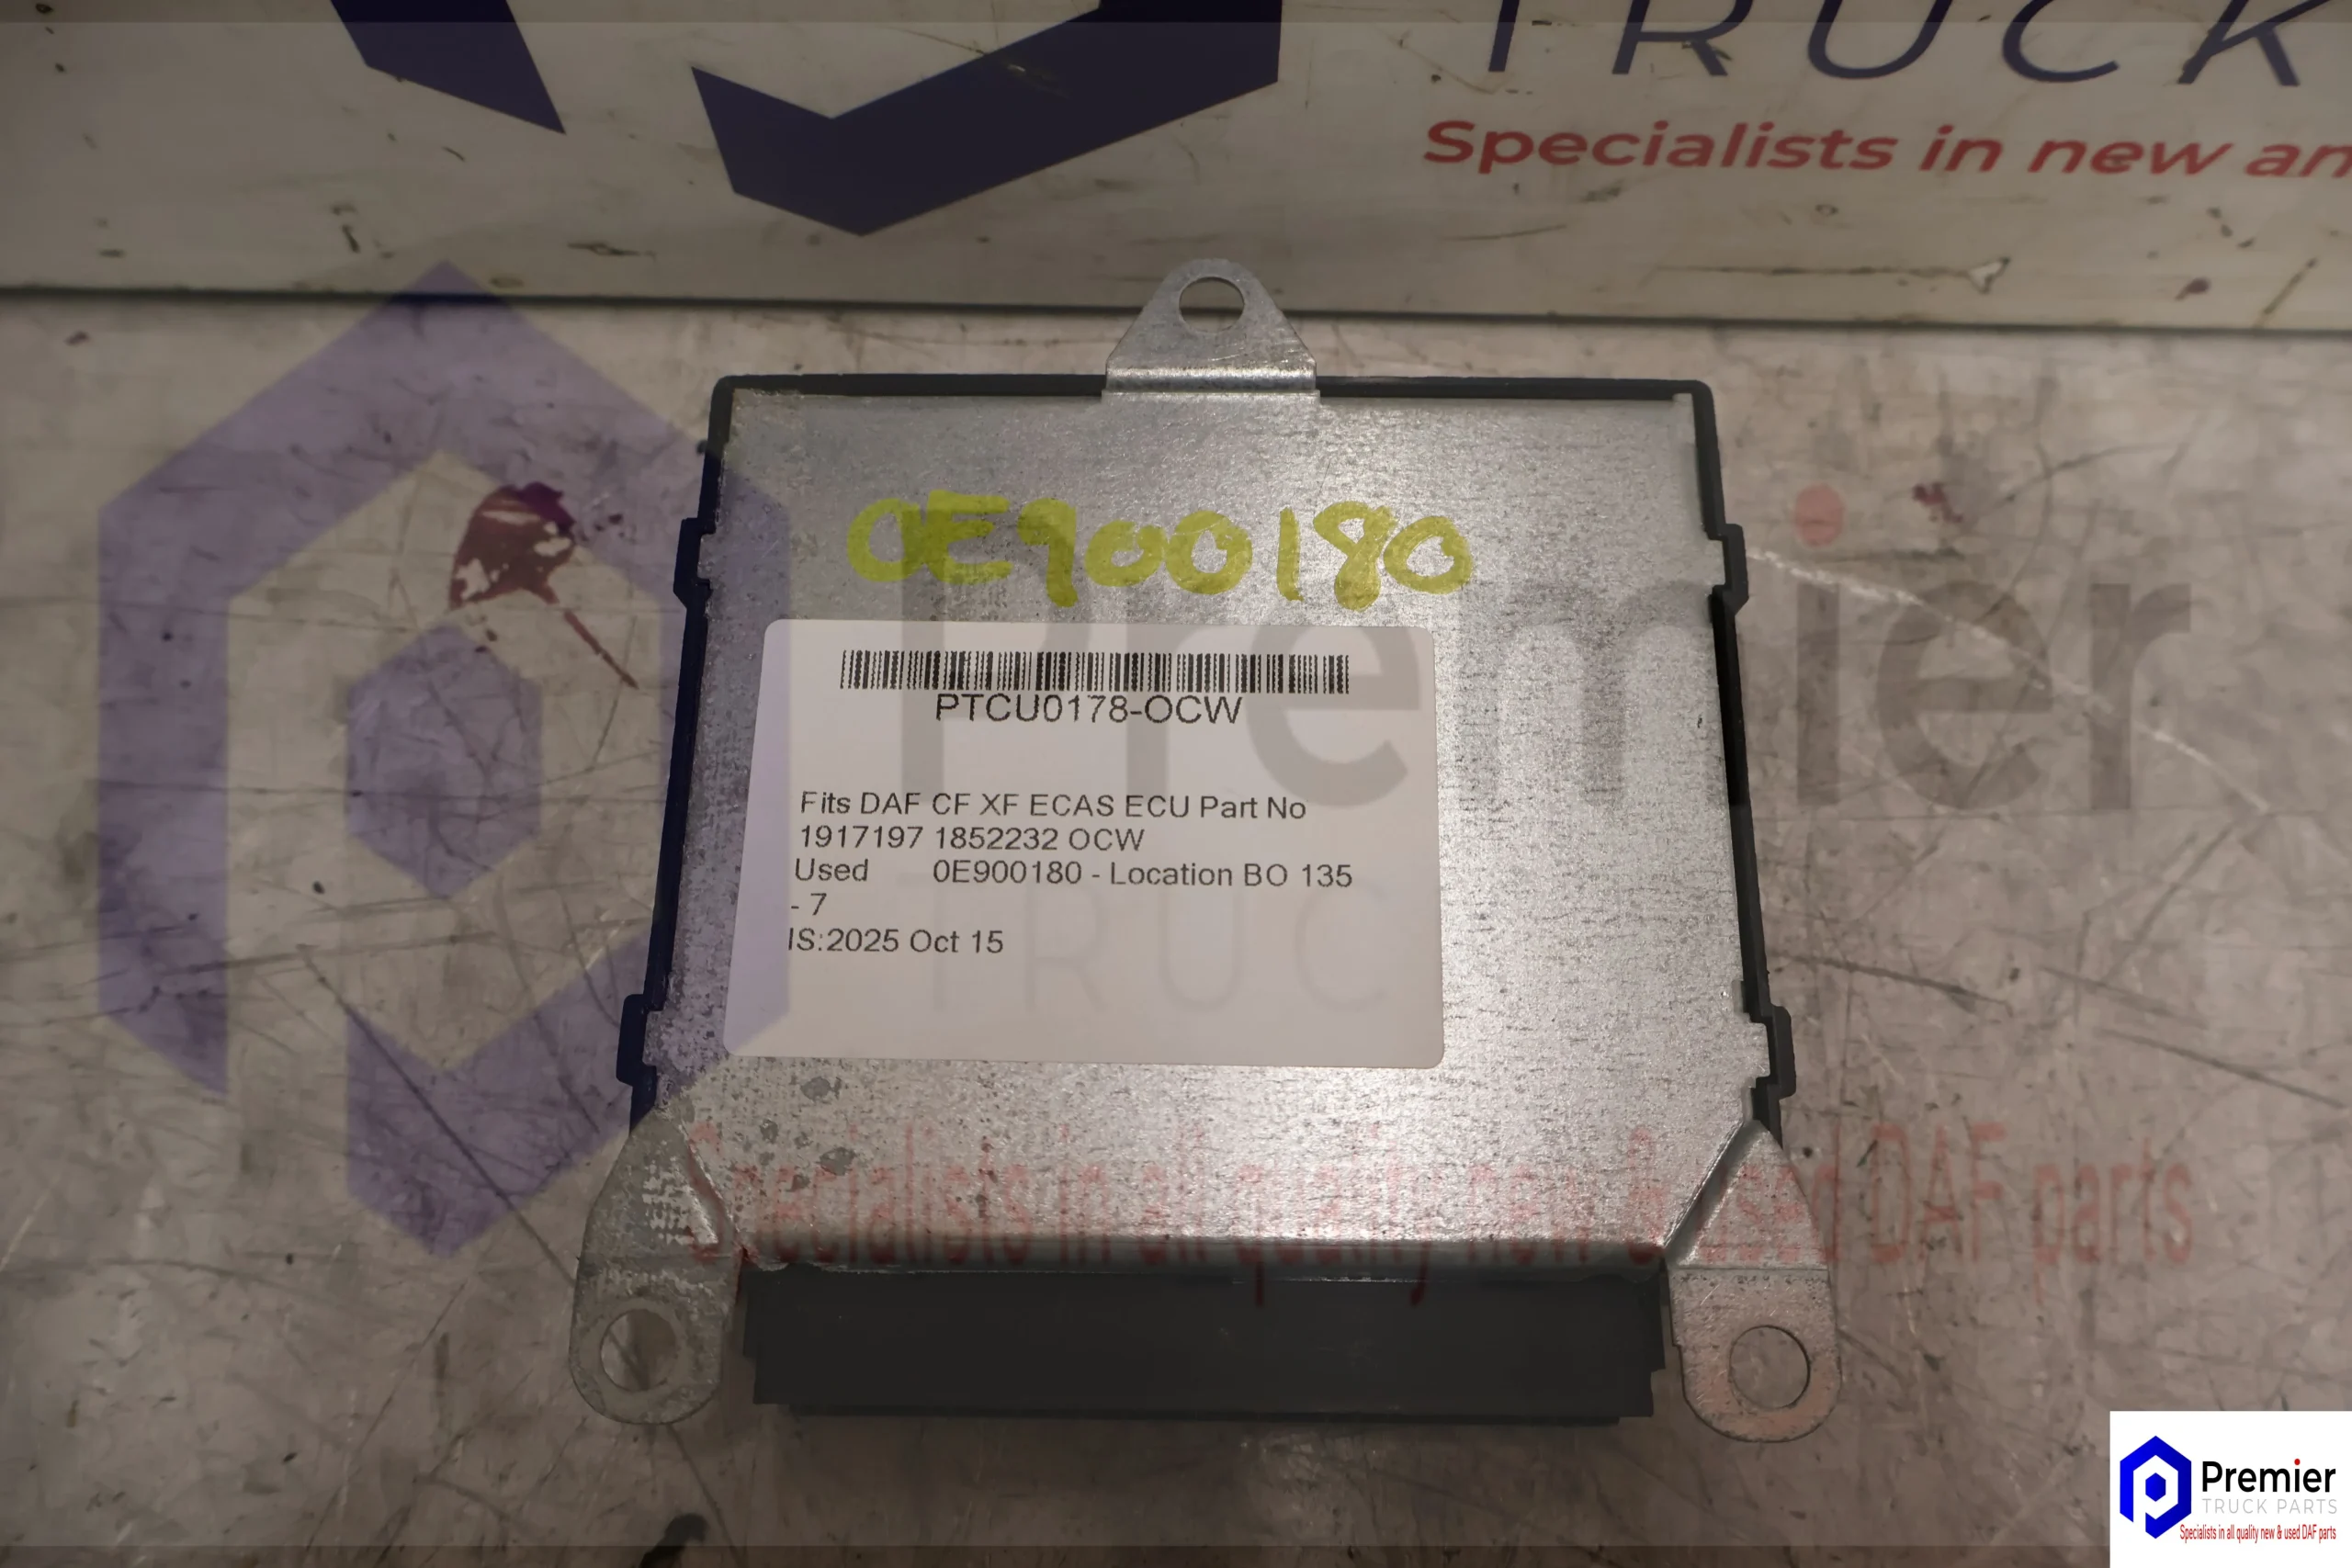 TRUCK
Specialists in new an
0E900180
PTCU0178-OCW
Fits DAF CF XF ECAS ECU Part No
1917197 1852232 OCW
Used 0E900180 - Location BO 135
- 7
IS:2025 Oct 15
Premier
TRUC
Specialists in all quality new & used DAF parts
Premier
TRUCK PARTS
Specialists in all quality new & used DAF parts